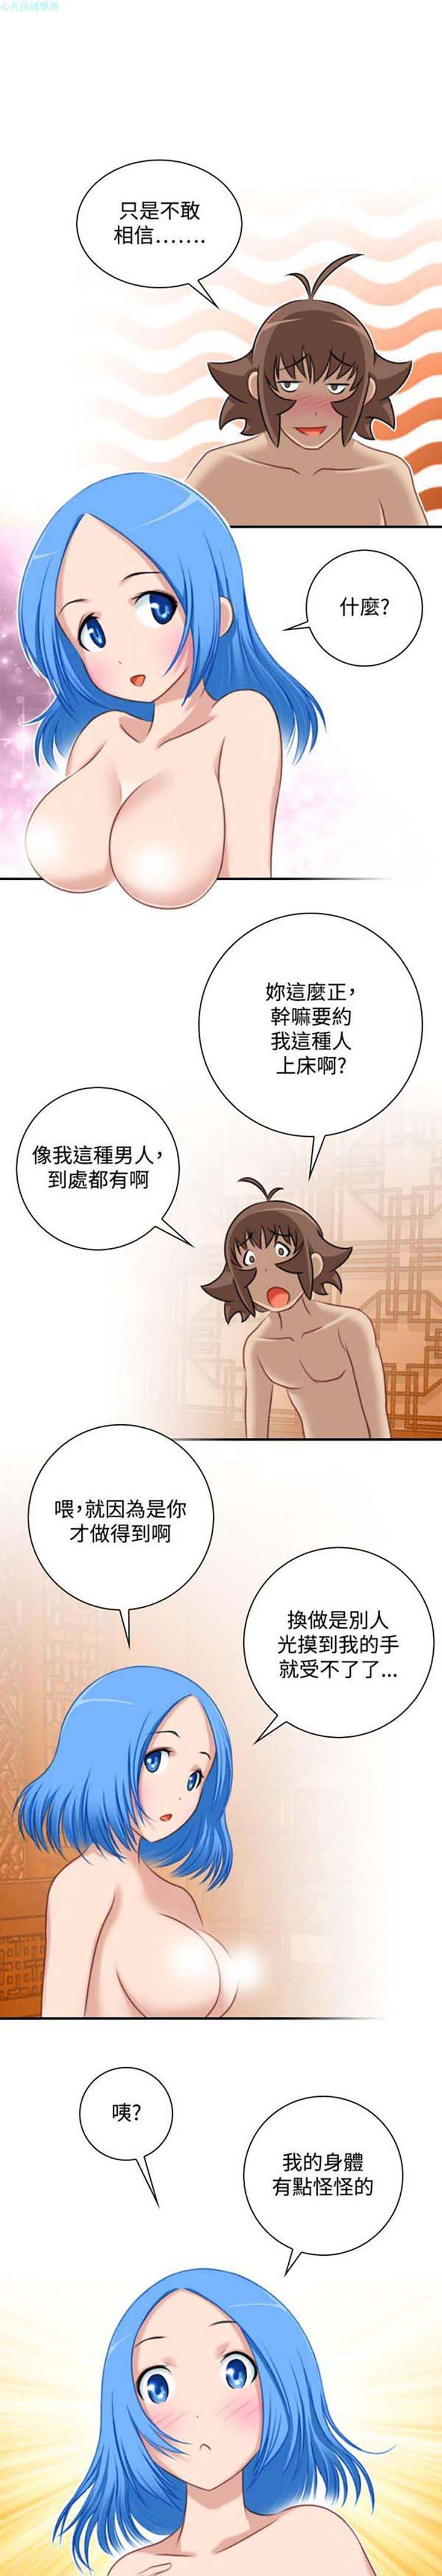 只是不敢
相信.......
什麼?
妳這麼正,
幹嘛要約
我這種人
上床啊?
像我這種男人,
到處都有啊
喂,就因為是你
才做得到啊
換做是別人
光摸到我的手
就受不了了...
咦?
我的身體
有點怪怪的